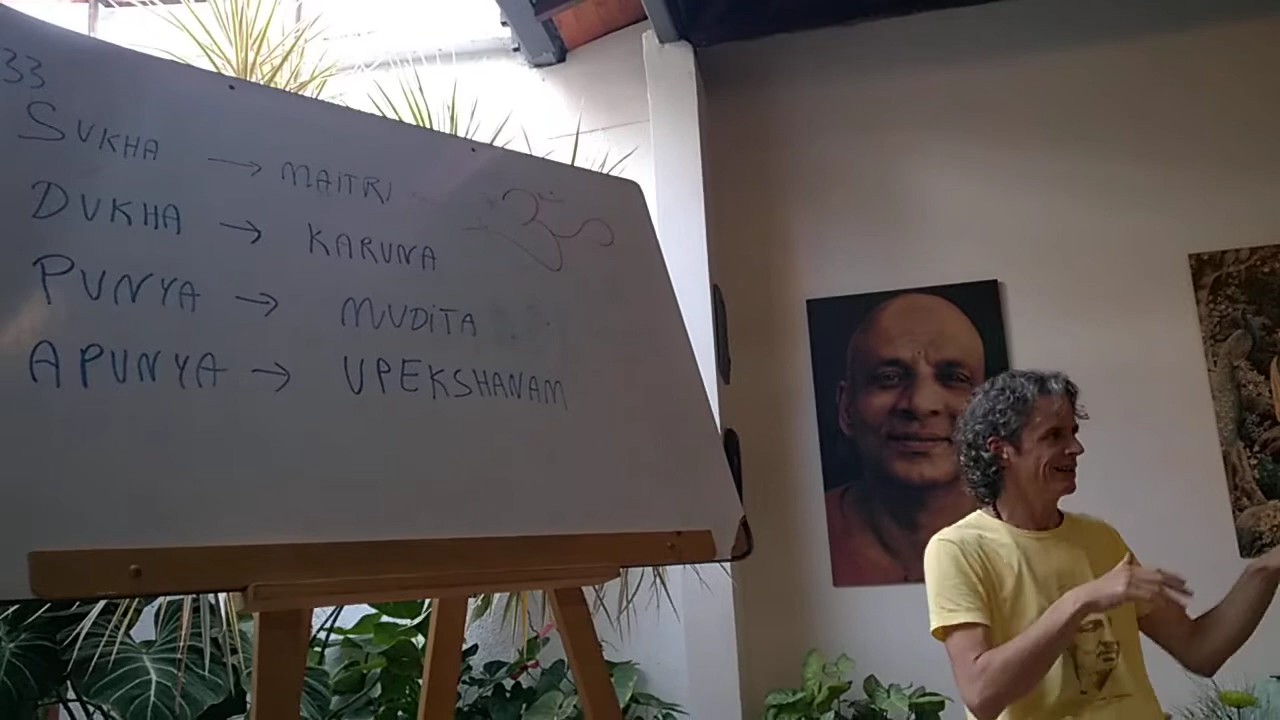 33
SUKHA → MAITRI
DUKHA → KARUNA
PUNYA → MUDITA
APUNYA → UPEKSHANAM
ॐ